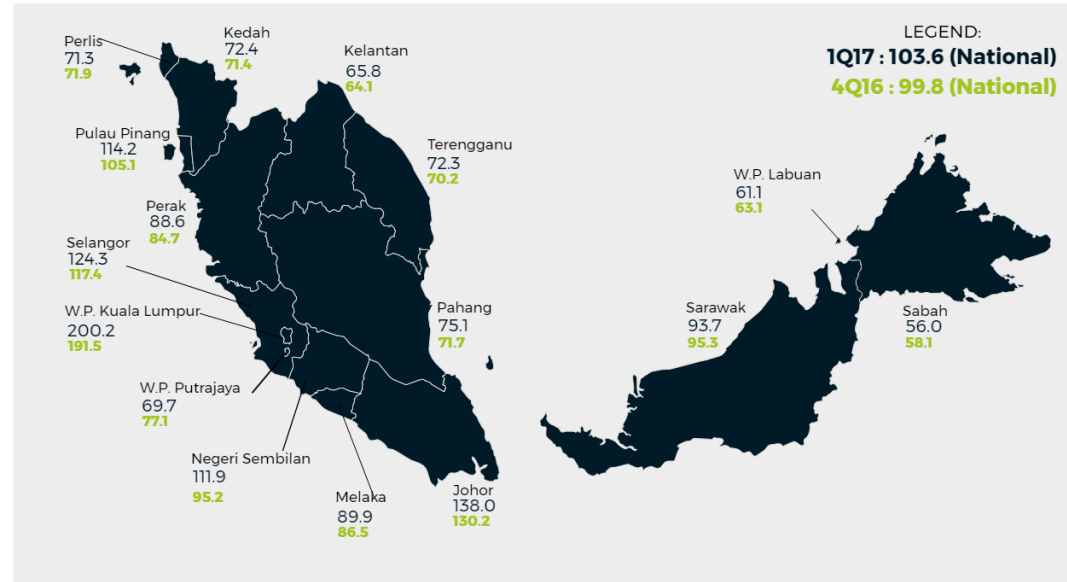 LEGEND:
1Q17 : 103.6 (National)
4Q16 : 99.8 (National)
Perlis
71.3
71.9
Kedah
72.4
71.4
Kelantan
65.8
64.1
Pulau Pinang
114.2
105.1
Terengganu
72.3
70.2
Perak
88.6
84.7
Selangor
124.3
117.4
W.P. Kuala Lumpur
200.2
191.5
Pahang
75.1
71.7
W.P. Putrajaya
69.7
77.1
Negeri Sembilan
111.9
95.2
Melaka
89.9
86.5
Johor
138.0
130.2
W.P. Labuan
61.1
63.1
Sarawak
93.7
95.3
Sabah
56.0
58.1